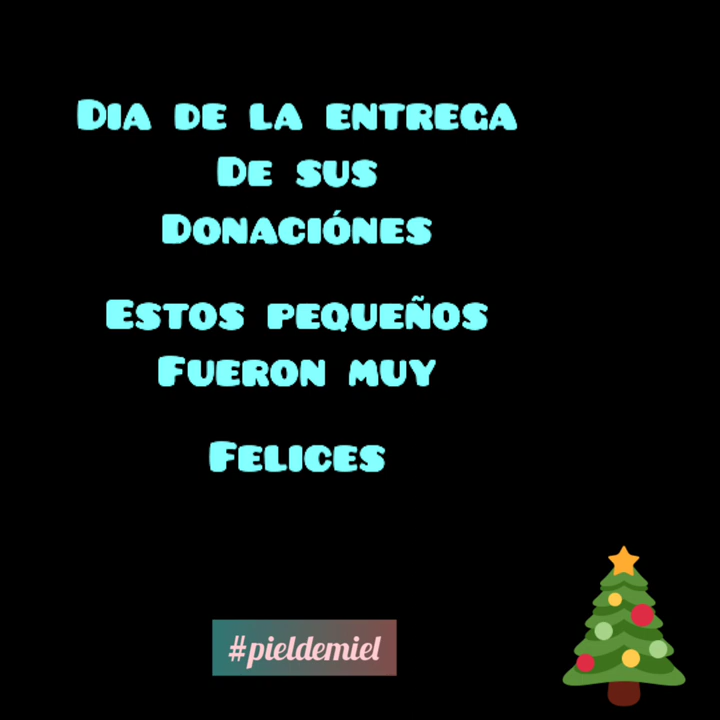 Dia de la entrega
De sus
Donaciónes
Estos pequeños
Fueron muy
Felices
#pieldemiel